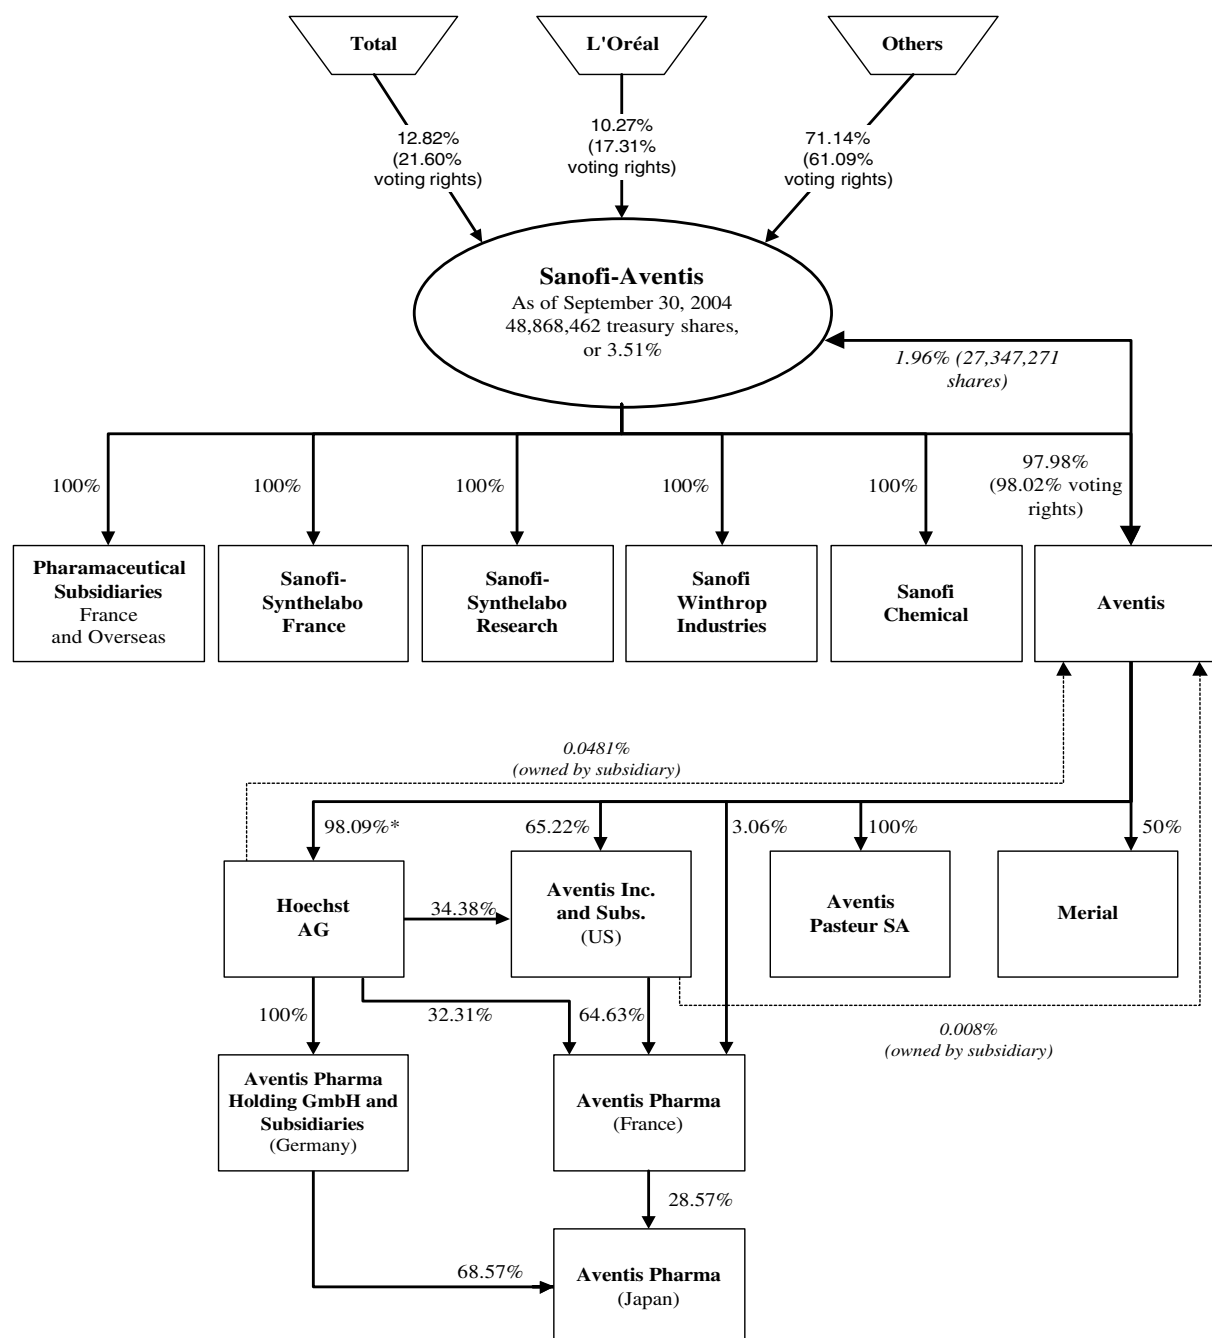 Total
L'Oréal
Others
12.82%
(21.60%
voting rights)
10.27%
(17.31%
voting rights)
71.14%
(61.09%
voting rights)
Sanofi-Aventis
As of September 30, 2004
48,868,462 treasury shares,
or 3.51%
1.96% (27,347,271
shares)
100%
100%
100%
100%
100%
97.98%
(98.02% voting
rights)
Pharamaceutical
Subsidiaries
France
and Overseas
Sanofi-
Synthelabo
France
Sanofi-
Synthelabo
Research
Sanofi
Winthrop
Industries
Sanofi
Chemical
Aventis
0.0481%
(owned by subsidiary)
98.09%*
65.22%
3.06%
100%
50%
Hoechst
AG
34.38%
Aventis Inc.
and Subs.
(US)
Aventis
Pasteur SA
Merial
100%
32.31%
64.63%
0.008%
(owned by subsidiary)
Aventis Pharma
Holding GmbH and
Subsidiaries
(Germany)
Aventis Pharma
(France)
28.57%
68.57%
Aventis Pharma
(Japan)